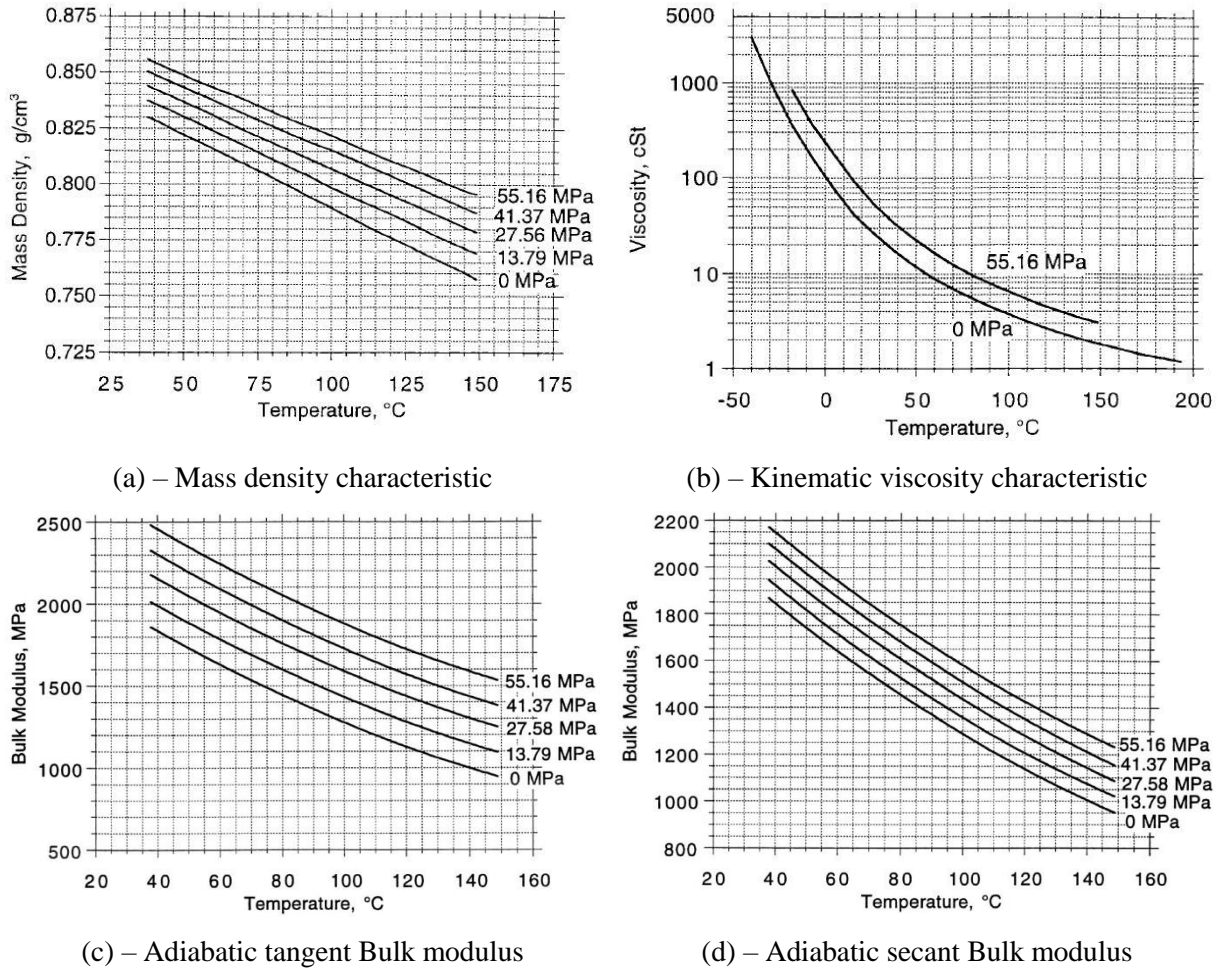 0.875
0.850
0.825
0.800
0.775
0.750
0.725
Mass Density, g/cm³
55.16 MPa
41.37 MPa
27.56 MPa
13.79 MPa
0 MPa
25 50 75 100 125 150 175
Temperature, °C
(a) – Mass density characteristic
5000
1000
100
10
1
Viscosity, cSt
55.16 MPa
0 MPa
-50 0 50 100 150 200
Temperature, °C
(b) – Kinematic viscosity characteristic
2500
2000
1500
1000
500
Bulk Modulus, MPa
55.16 MPa
41.37 MPa
27.58 MPa
13.79 MPa
0 MPa
20 40 60 80 100 120 140 160
Temperature, °C
(c) – Adiabatic tangent Bulk modulus
2200
2000
1800
1600
1400
1200
1000
800
Bulk Modulus, MPa
55.16 MPa
41.37 MPa
27.58 MPa
13.79 MPa
0 MPa
20 40 60 80 100 120 140 160
Temperature, °C
(d) – Adiabatic secant Bulk modulus